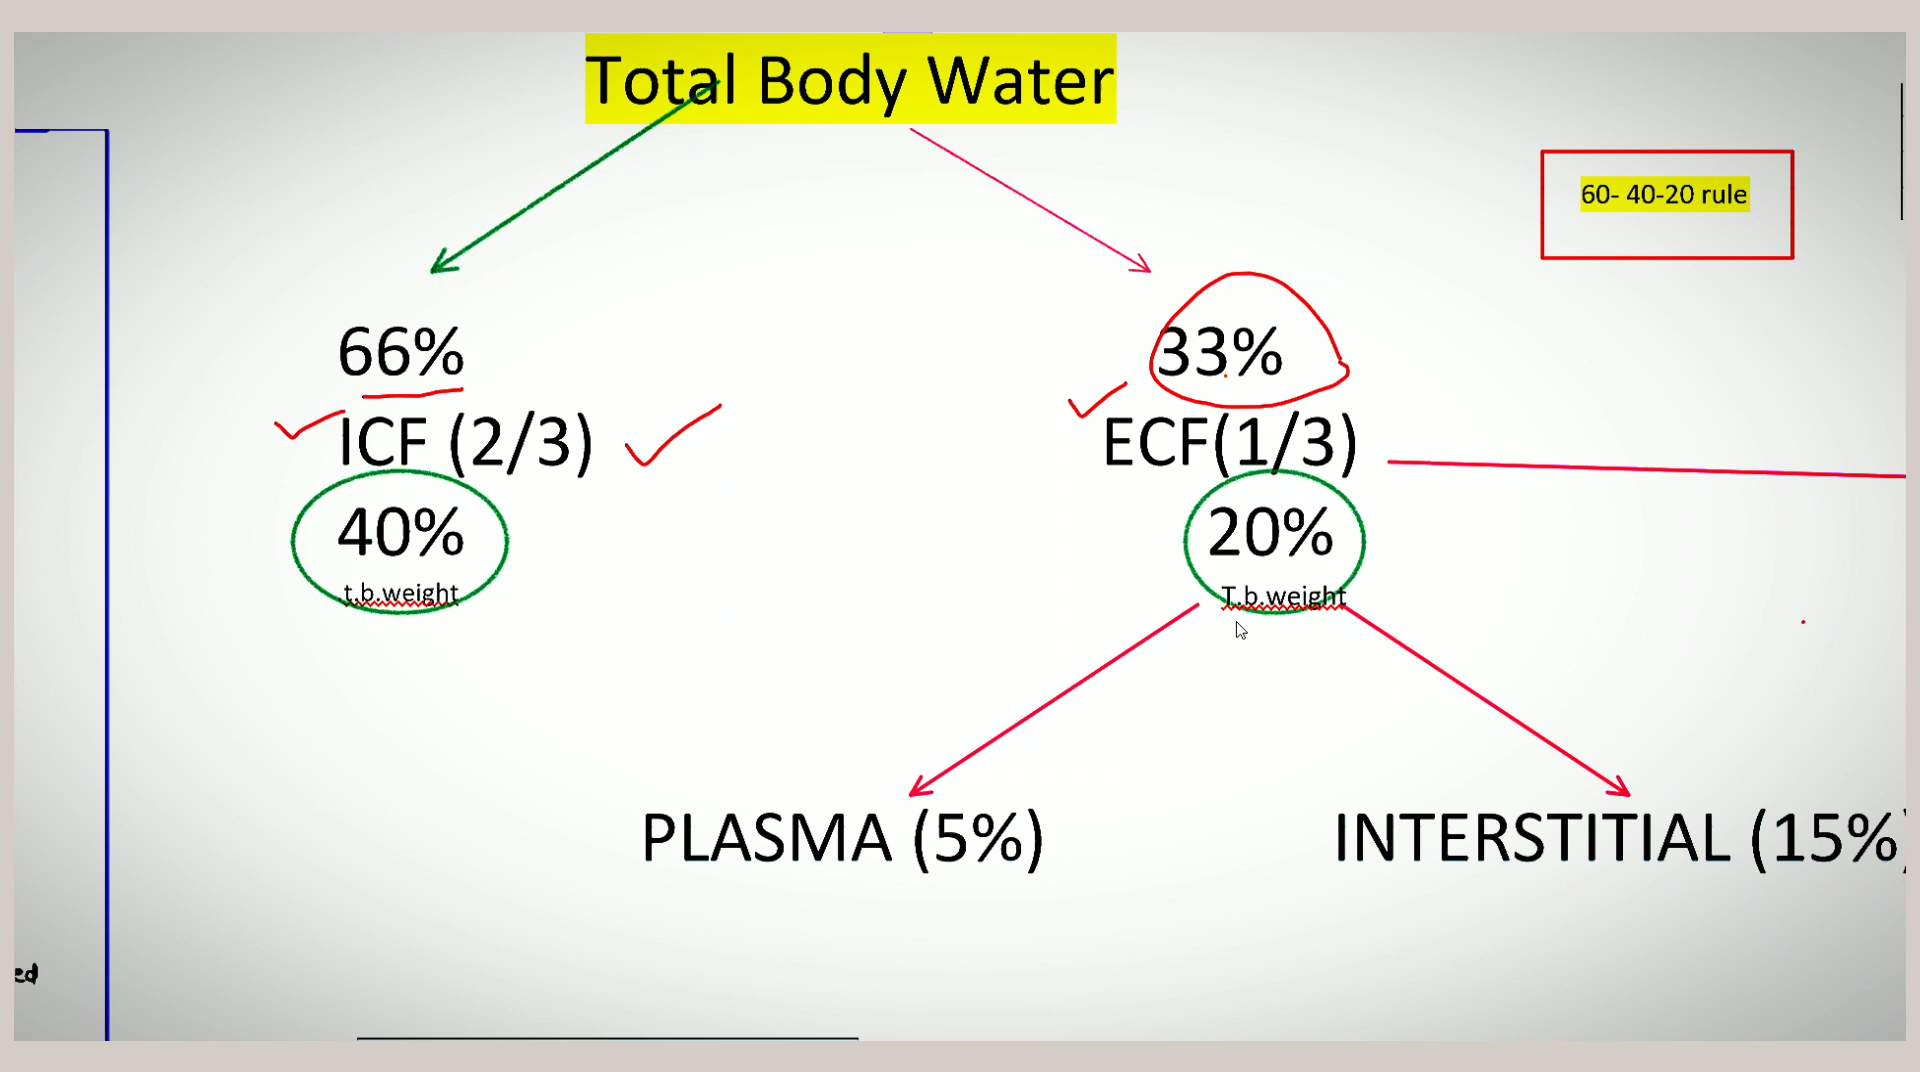 Total Body Water
60- 40-20 rule
66%
33%
ICF (2/3)
ECF(1/3)
40%
20%
t.b.weight
T.b.weight
PLASMA (5%)
INTERSTITIAL (15%)
ed